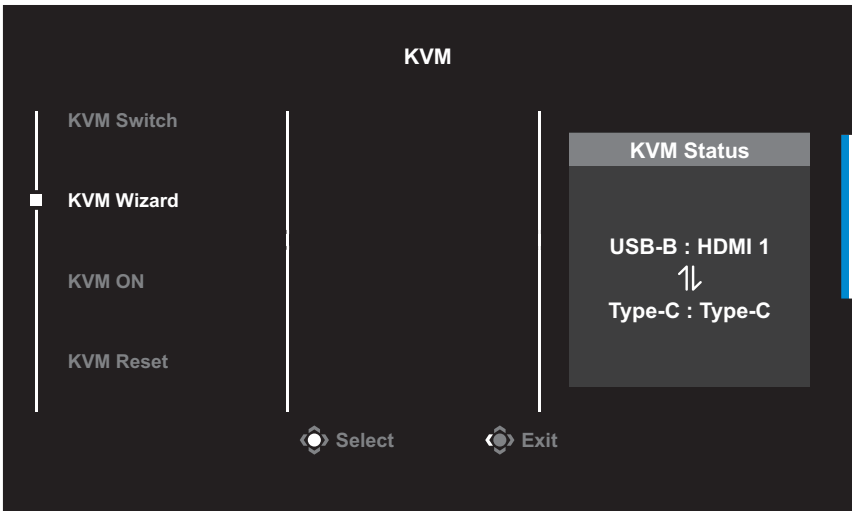 KVM
KVM Switch
KVM Wizard
KVM ON
KVM Reset
KVM Status
USB-B : HDMI 1
Type-C : Type-C
Select
Exit